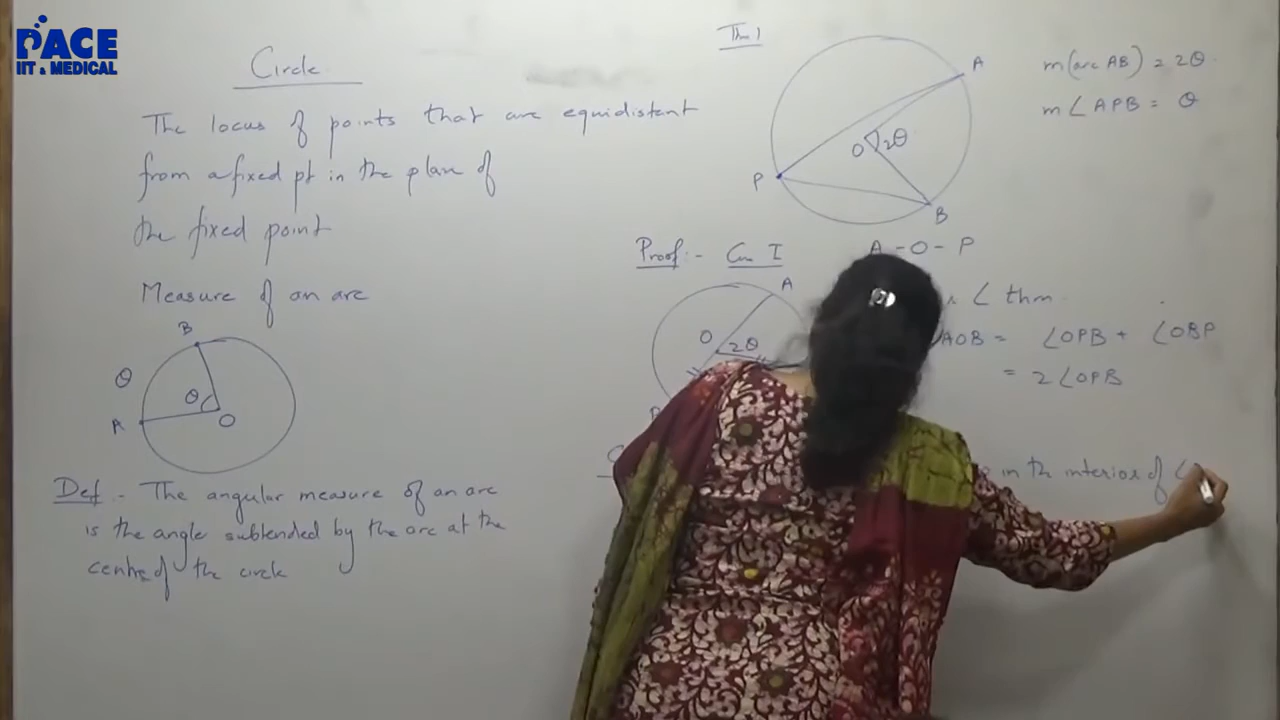 PACE
IIT & MEDICAL
Circle
The locus of points that are equidistant
from a fixed pt in the plane of
the fixed point
Measure of an arc
B
θ
θ
A
O
Def - The angular measure of an arc
is the angle subtended by the arc at the
centre of the circle
Thm 1
A
O 2θ
P
B
m(arc AB) = 2θ
m∠APB = θ
Proof:- Case I
A - O - P
A
O 2θ
∠ thm.
AOB = ∠OPB + ∠OBP
= 2∠OPB
in the interior of ∠